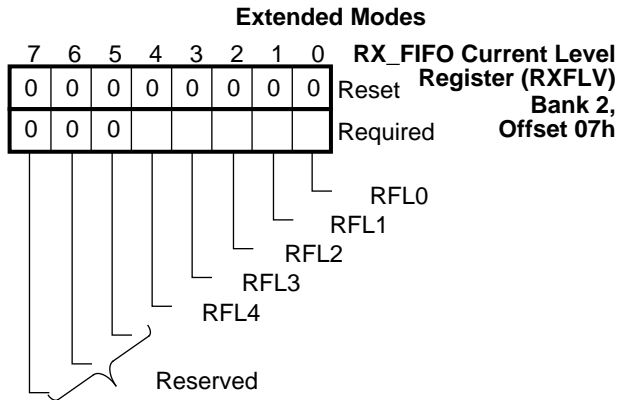 Extended Modes
7 6 5 4 3 2 1 0
RX_FIFO Current Level
Register (RXFLV)
Bank 2,
Offset 07h
0 0 0 0 0 0 0 0 Reset
0 0 0 Required
RFL0
RFL1
RFL2
RFL3
RFL4
Reserved